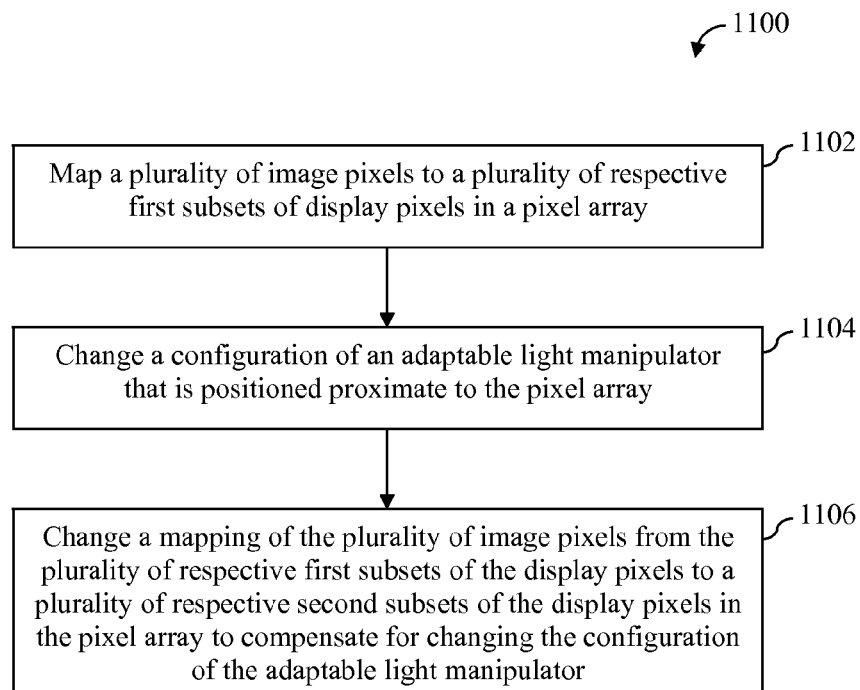 1100
1102
Map a plurality of image pixels to a plurality of respective
first subsets of display pixels in a pixel array
1104
Change a configuration of an adaptable light manipulator
that is positioned proximate to the pixel array
1106
Change a mapping of the plurality of image pixels from the
plurality of respective first subsets of the display pixels to a
plurality of respective second subsets of the display pixels in
the pixel array to compensate for changing the configuration
of the adaptable light manipulator